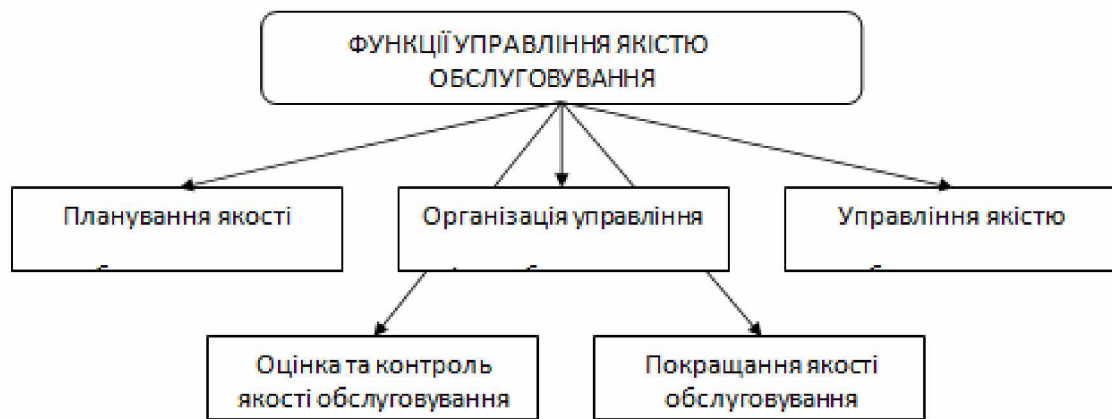 ФУНКЦІЇ УПРАВЛІННЯ ЯКІСТЮ
ОБСЛУГОВУВАННЯ
Планування якості
Організація управління
Управління якістю
Оцінка та контроль
якості обслуговування
Покращання якості
обслуговування